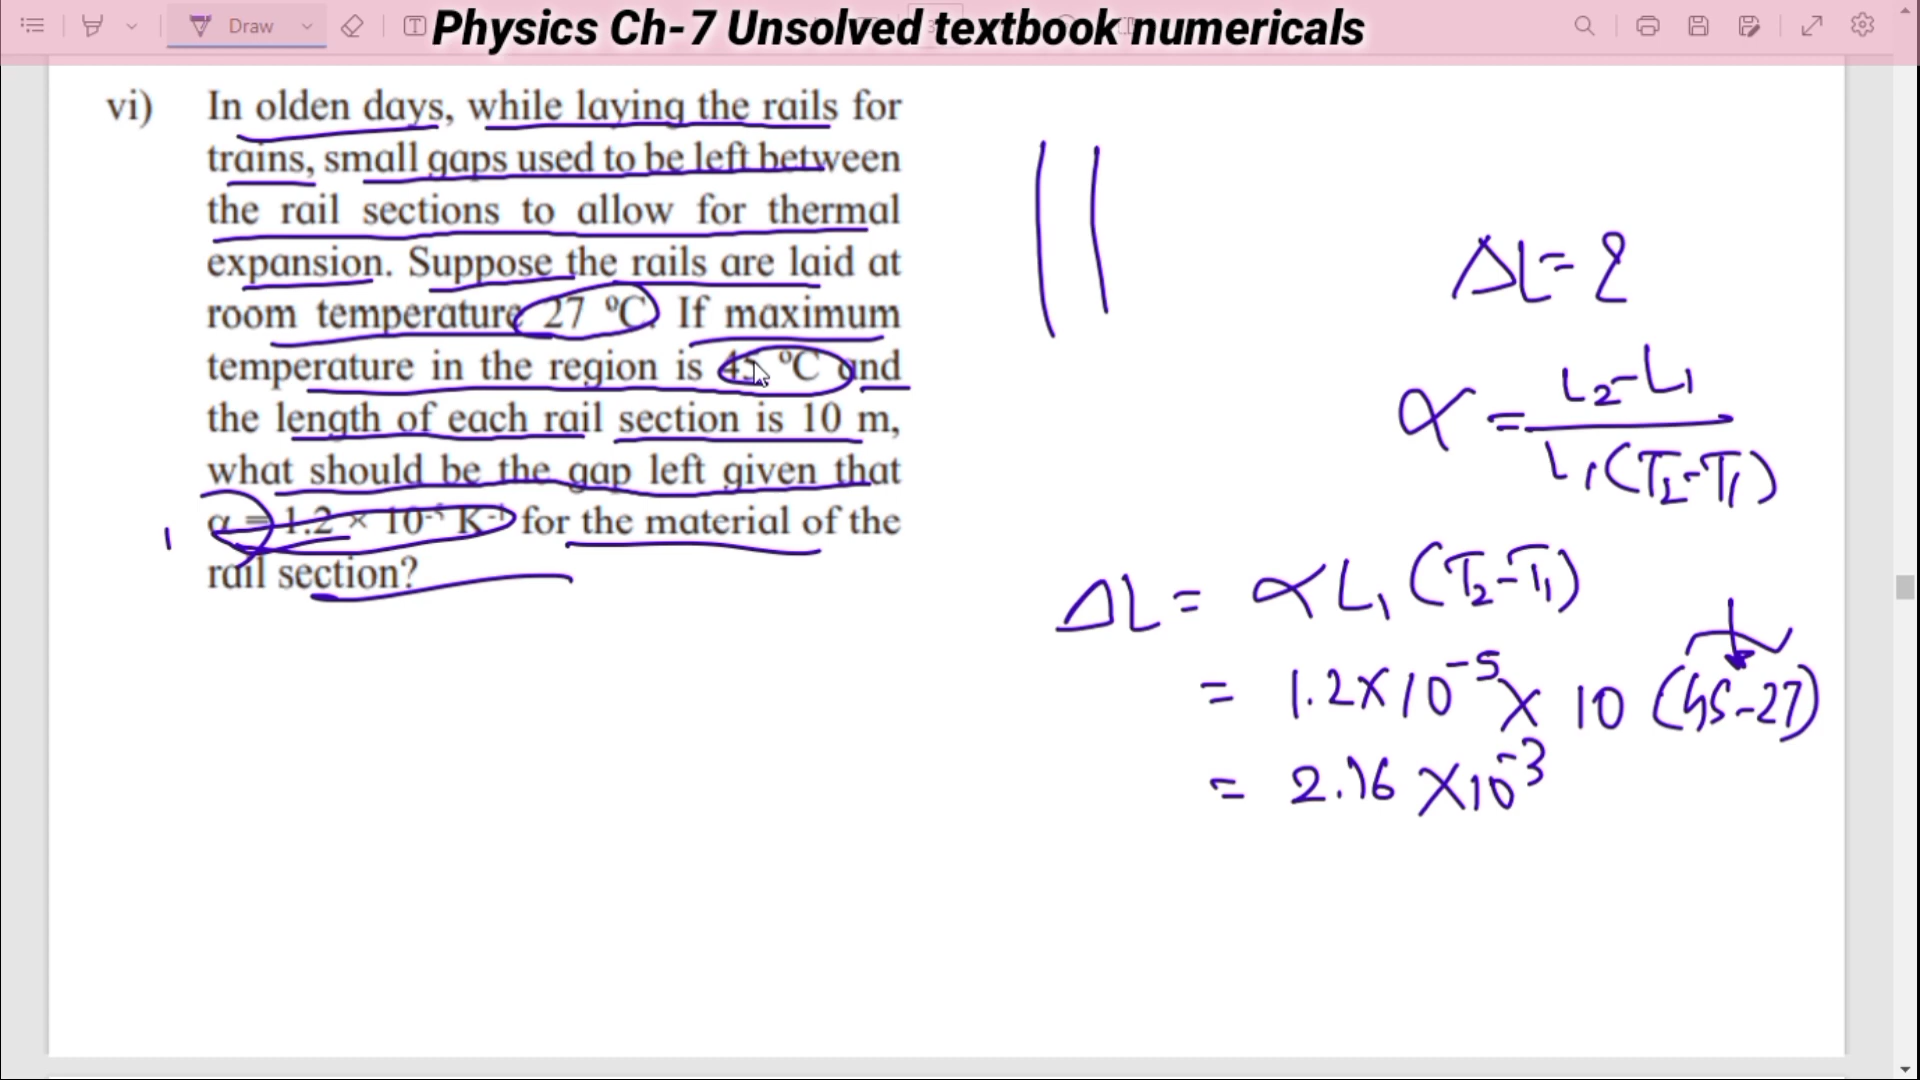 Draw
Physics Ch-7 Unsolved textbook numericals
vi) In olden days, while laying the rails for
trains, small gaps used to be left between
the rail sections to allow for thermal
expansion. Suppose the rails are laid at
room temperature 27 ºC. If maximum
temperature in the region is 45 ºC and
the length of each rail section is 10 m,
what should be the gap left given that
α = 1.2 × 10⁻⁵ K⁻¹ for the material of the
rail section?
ΔL = ?
α = L₂-L₁
L₁(T₂-T₁)
ΔL = αL₁(T₂-T₁)
= 1.2×10⁻⁵ × 10 (45-27)
= 2.16 ×10⁻³